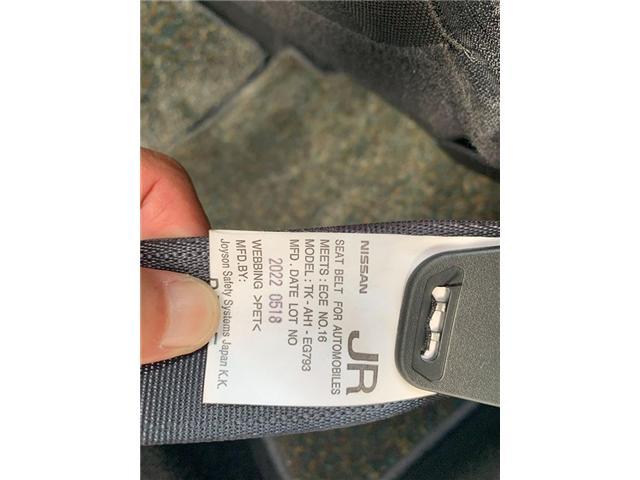 NISSAN
JR
SEAT BELT FOR AUTOMOBILES
MEETS : ECE NO.16
MODEL : TK - AH1 - EG793
MFD . DATE LOT NO
2022 0518
WEBBING >PET<
MFD.BY:
Joyson Safety Systems Japan K.K.